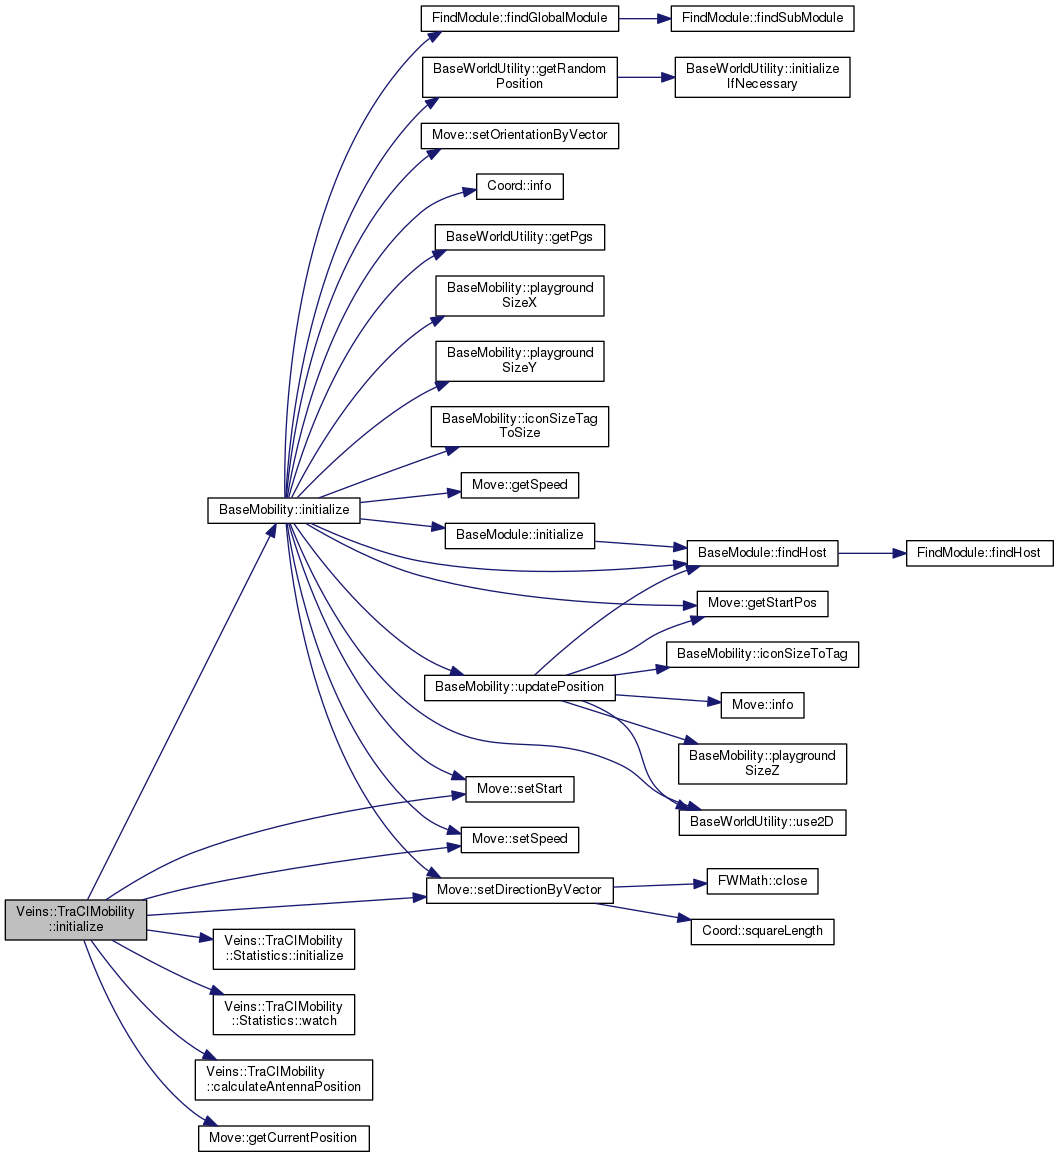 FindModule::findGlobalModule
FindModule::findSubModule
BaseWorldUtility::getRandom
Position
BaseWorldUtility::initialize
IfNecessary
Move::setOrientationByVector
Coord::info
BaseWorldUtility::getPgs
BaseMobility::playground
SizeX
BaseMobility::playground
SizeY
BaseMobility::iconSizeTag
ToSize
Move::getSpeed
BaseMobility::initialize
BaseModule::initialize
BaseModule::findHost
FindModule::findHost
Move::getStartPos
BaseMobility::iconSizeToTag
BaseMobility::updatePosition
Move::info
BaseMobility::playground
SizeZ
Move::setStart
BaseWorldUtility::use2D
Move::setSpeed
Move::setDirectionByVector
FWMath::close
Veins::TraCIMobility
::initialize
Coord::squareLength
Veins::TraCIMobility
::Statistics::initialize
Veins::TraCIMobility
::Statistics::watch
Veins::TraCIMobility
::calculateAntennaPosition
Move::getCurrentPosition